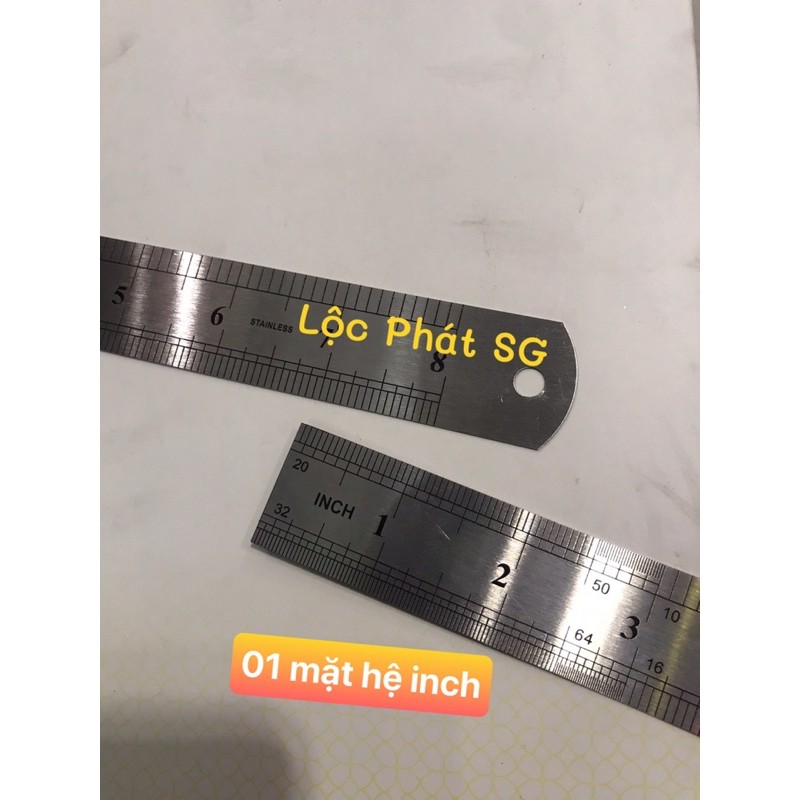 5 6 STAINLESS 7 8
Lộc Phát SG
20
INCH 1 2 3
32
50 10
64 16
01 mặt hệ inch